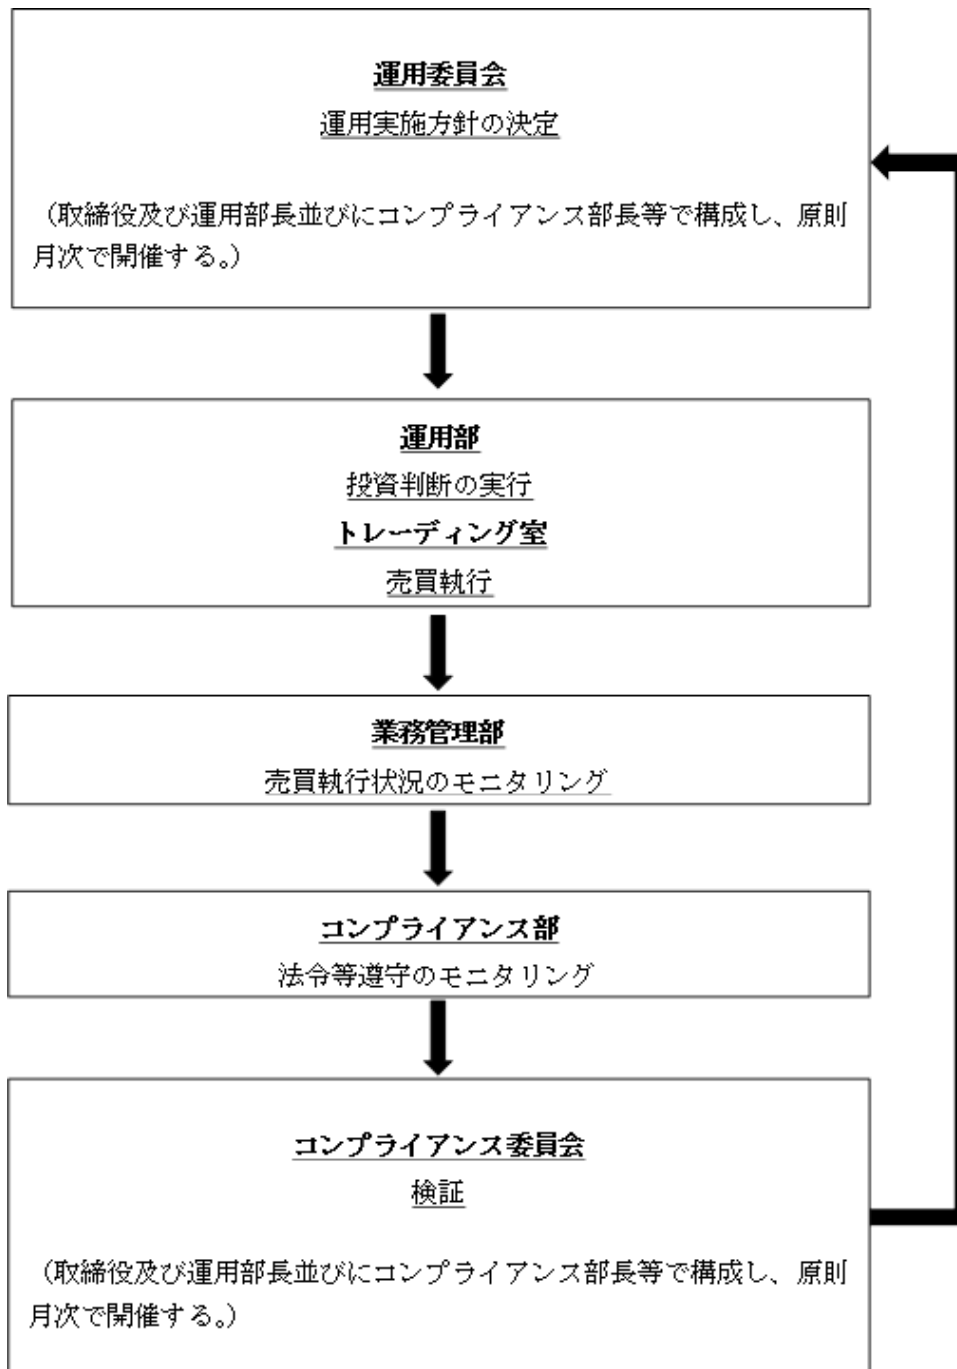 運用委員会
運用実施方針の決定
（取締役及び運用部長並びにコンプライアンス部長等で構成し、原則
月次で開催する。）
運用部
投資判断の実行
トレーディング室
売買執行
業務管理部
売買執行状況のモニタリング
コンプライアンス部
法令等遵守のモニタリング
コンプライアンス委員会
検証
（取締役及び運用部長並びにコンプライアンス部長等で構成し、原則
月次で開催する。）